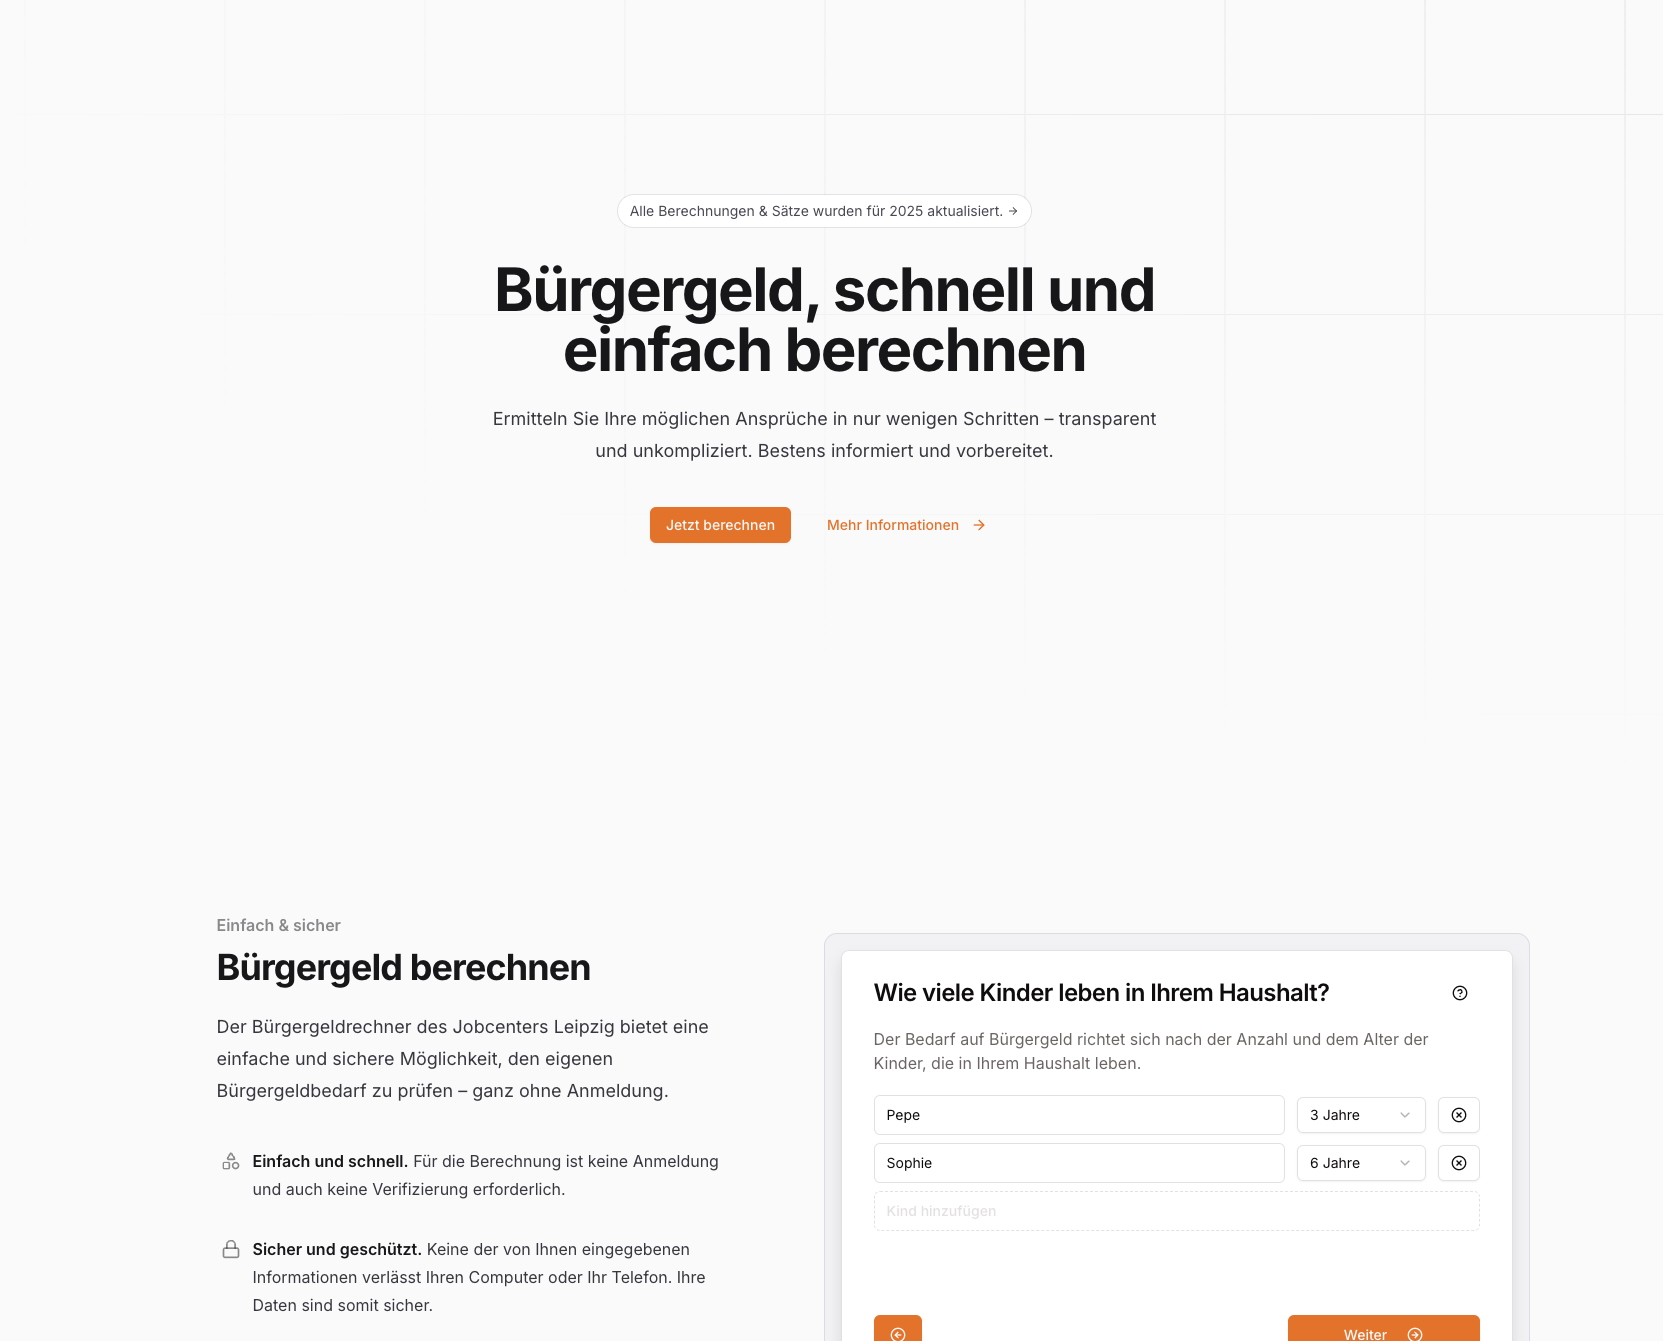 Alle Berechnungen & Sätze wurden für 2025 aktualisiert. →
Bürgergeld, schnell und
einfach berechnen
Ermitteln Sie Ihre möglichen Ansprüche in nur wenigen Schritten – transparent
und unkompliziert. Bestens informiert und vorbereitet.
Jetzt berechnen
Mehr Informationen →
Einfach & sicher
Bürgergeld berechnen
Der Bürgergeldrechner des Jobcenters Leipzig bietet eine
einfache und sichere Möglichkeit, den eigenen
Bürgergeldbedarf zu prüfen – ganz ohne Anmeldung.
Einfach und schnell. Für die Berechnung ist keine Anmeldung
und auch keine Verifizierung erforderlich.
Sicher und geschützt. Keine der von Ihnen eingegebenen
Informationen verlässt Ihren Computer oder Ihr Telefon. Ihre
Daten sind somit sicher.
Wie viele Kinder leben in Ihrem Haushalt?
Der Bedarf auf Bürgergeld richtet sich nach der Anzahl und dem Alter der
Kinder, die in Ihrem Haushalt leben.
Pepe
3 Jahre
Sophie
6 Jahre
Kind hinzufügen
Weiter